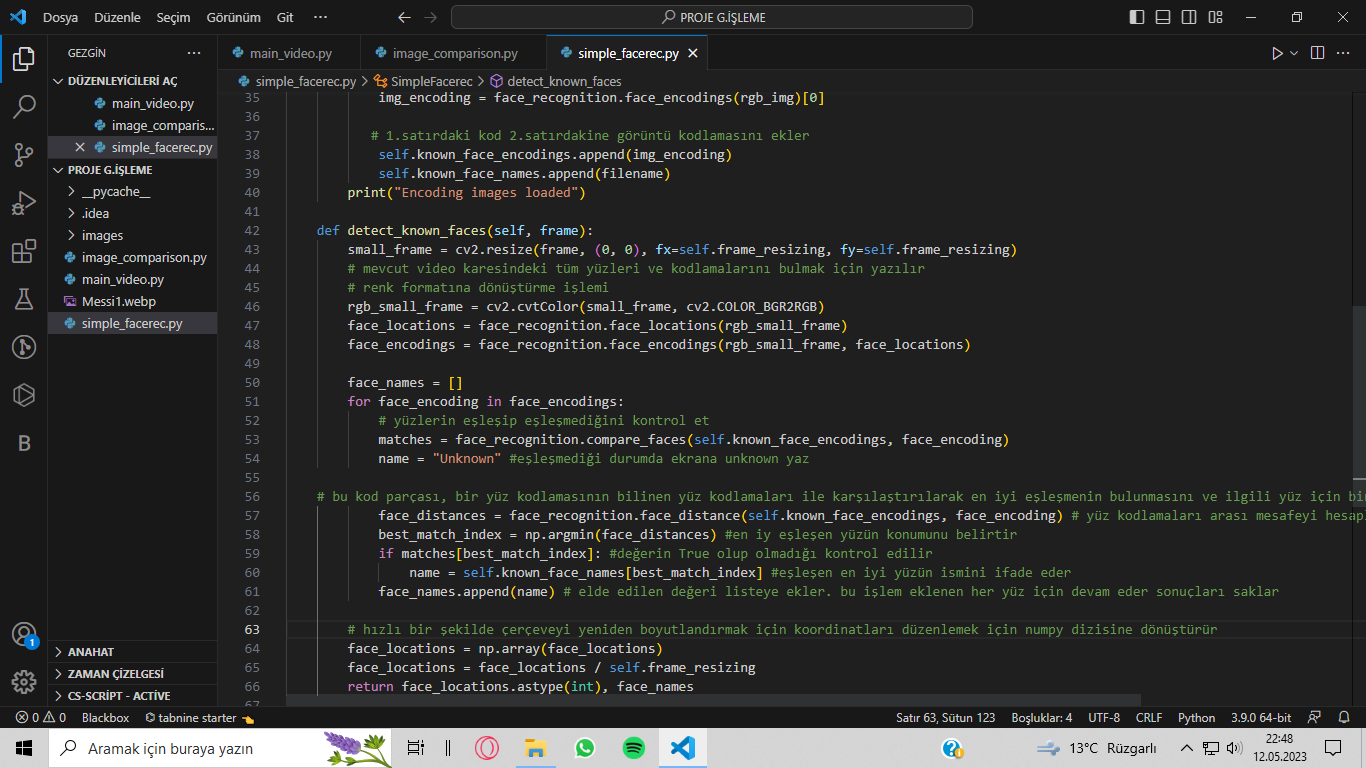 Dosya Düzenle Seçim Görünüm Git ··· PROJE G.İŞLEME
GEZGİN ···
DÜZENLEYİCİLERİ AÇ
main_video.py
image_comparis...
simple_facerec.py
PROJE G.İŞLEME
__pycache__
.idea
images
image_comparison.py
main_video.py
Messi1.webp
simple_facerec.py
ANAHAT
ZAMAN ÇİZELGESİ
CS-SCRİPT - ACTİVE
main_video.py image_comparison.py simple_facerec.py
simple_facerec.py > SimpleFacerec > detect_known_faces
35 img_encoding = face_recognition.face_encodings(rgb_img)[0]
36
37 # 1.satırdaki kod 2.satırdakine görüntü kodlamasını ekler
38 self.known_face_encodings.append(img_encoding)
39 self.known_face_names.append(filename)
40 print("Encoding images loaded")
41
42 def detect_known_faces(self, frame):
43 small_frame = cv2.resize(frame, (0, 0), fx=self.frame_resizing, fy=self.frame_resizing)
44 # mevcut video karesindeki tüm yüzleri ve kodlamalarını bulmak için yazılır
45 # renk formatına dönüştürme işlemi
46 rgb_small_frame = cv2.cvtColor(small_frame, cv2.COLOR_BGR2RGB)
47 face_locations = face_recognition.face_locations(rgb_small_frame)
48 face_encodings = face_recognition.face_encodings(rgb_small_frame, face_locations)
49
50 face_names = []
51 for face_encoding in face_encodings:
52 # yüzlerin eşleşip eşleşmediğini kontrol et
53 matches = face_recognition.compare_faces(self.known_face_encodings, face_encoding)
54 name = "Unknown" #eşleşmediği durumda ekrana unknown yaz
55
56 # bu kod parçası, bir yüz kodlamasının bilinen yüz kodlamaları ile karşılaştırılarak en iyi eşleşmenin bulunmasını ve ilgili yüz için bir
57 face_distances = face_recognition.face_distance(self.known_face_encodings, face_encoding) # yüz kodlamaları arası mesafeyi hesap
58 best_match_index = np.argmin(face_distances) #en iy eşleşen yüzün konumunu belirtir
59 if matches[best_match_index]: #değerin True olup olmadığı kontrol edilir
60 name = self.known_face_names[best_match_index] #eşleşen en iyi yüzün ismini ifade eder
61 face_names.append(name) # elde edilen değeri listeye ekler. bu işlem eklenen her yüz için devam eder sonuçları saklar
62
63 # hızlı bir şekilde çerçeveyi yeniden boyutlandırmak için koordinatları düzenlemek için numpy dizisine dönüştürür
64 face_locations = np.array(face_locations)
65 face_locations = face_locations / self.frame_resizing
66 return face_locations.astype(int), face_names
67
B
1
0 0 Blackbox tabnine starter Satır 63, Sütun 123 Boşluklar: 4 UTF-8 CRLF Python 3.9.0 64-bit
Aramak için buraya yazın 13°C Rüzgarlı 22:48
12.05.2023